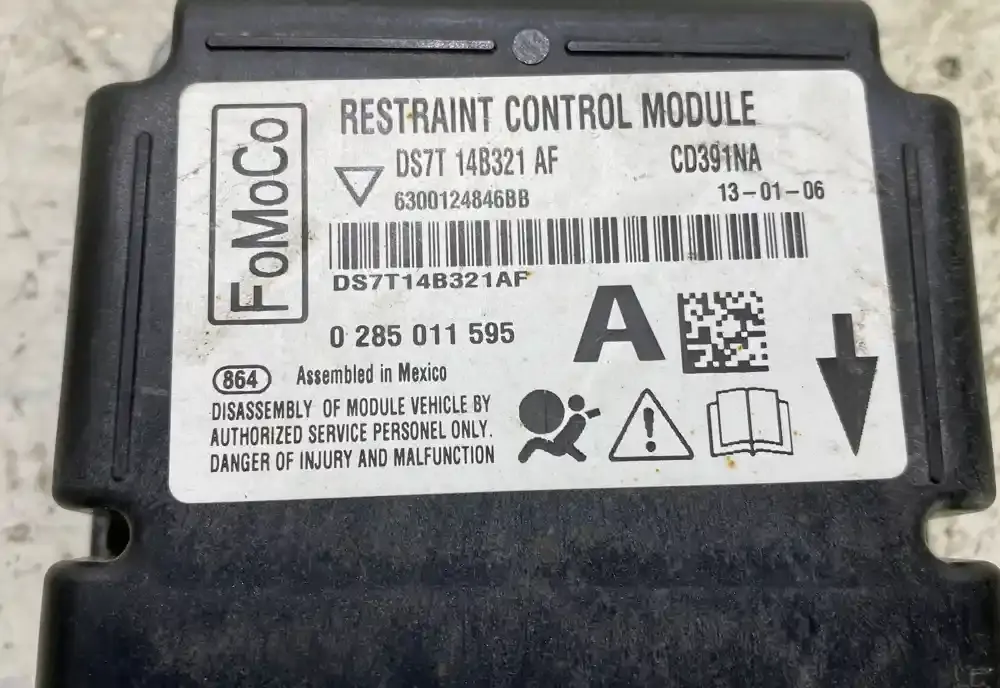 FoMoCo
RESTRAINT CONTROL MODULE
DS7T 14B321 AF CD391NA
6300124846BB 13-01-06
DS7T14B321AF
0 285 011 595 A
864 Assembled in Mexico
DISASSEMBLY OF MODULE VEHICLE BY
AUTHORIZED SERVICE PERSONEL ONLY.
DANGER OF INJURY AND MALFUNCTION